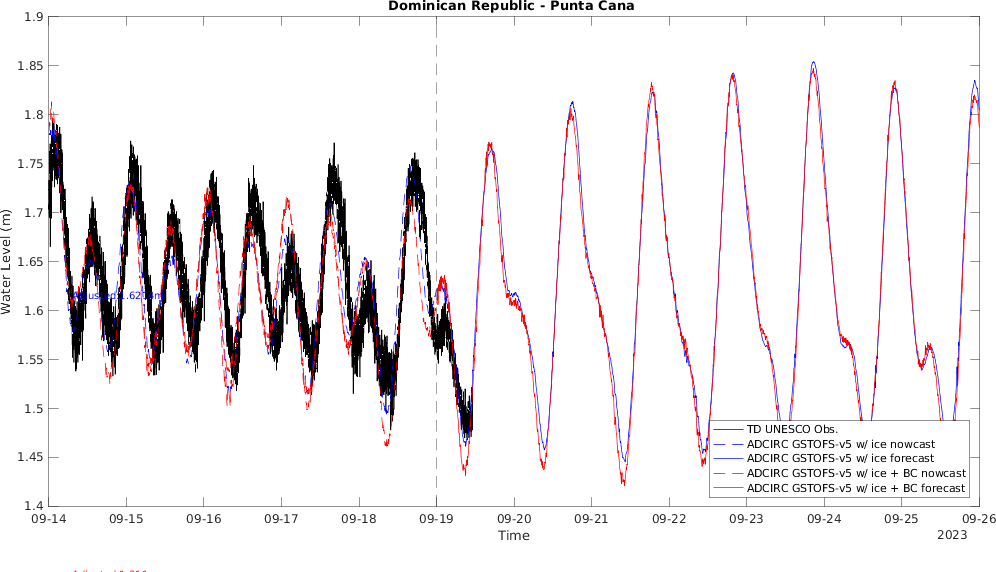 Dominican Republic - Punta Cana
Water Level (m)
1.9
1.85
1.8
1.75
1.7
1.65
1.6
1.55
1.5
1.45
1.4
TD UNESCO Obs.
ADCIRC GSTOFS-v5 w/ ice nowcast
ADCIRC GSTOFS-v5 w/ ice forecast
ADCIRC GSTOFS-v5 w/ ice + BC nowcast
ADCIRC GSTOFS-v5 w/ ice + BC forecast
09-14 09-15 09-16 09-17 09-18 09-19 09-20 09-21 09-22 09-23 09-24 09-25 09-26
Time
2023